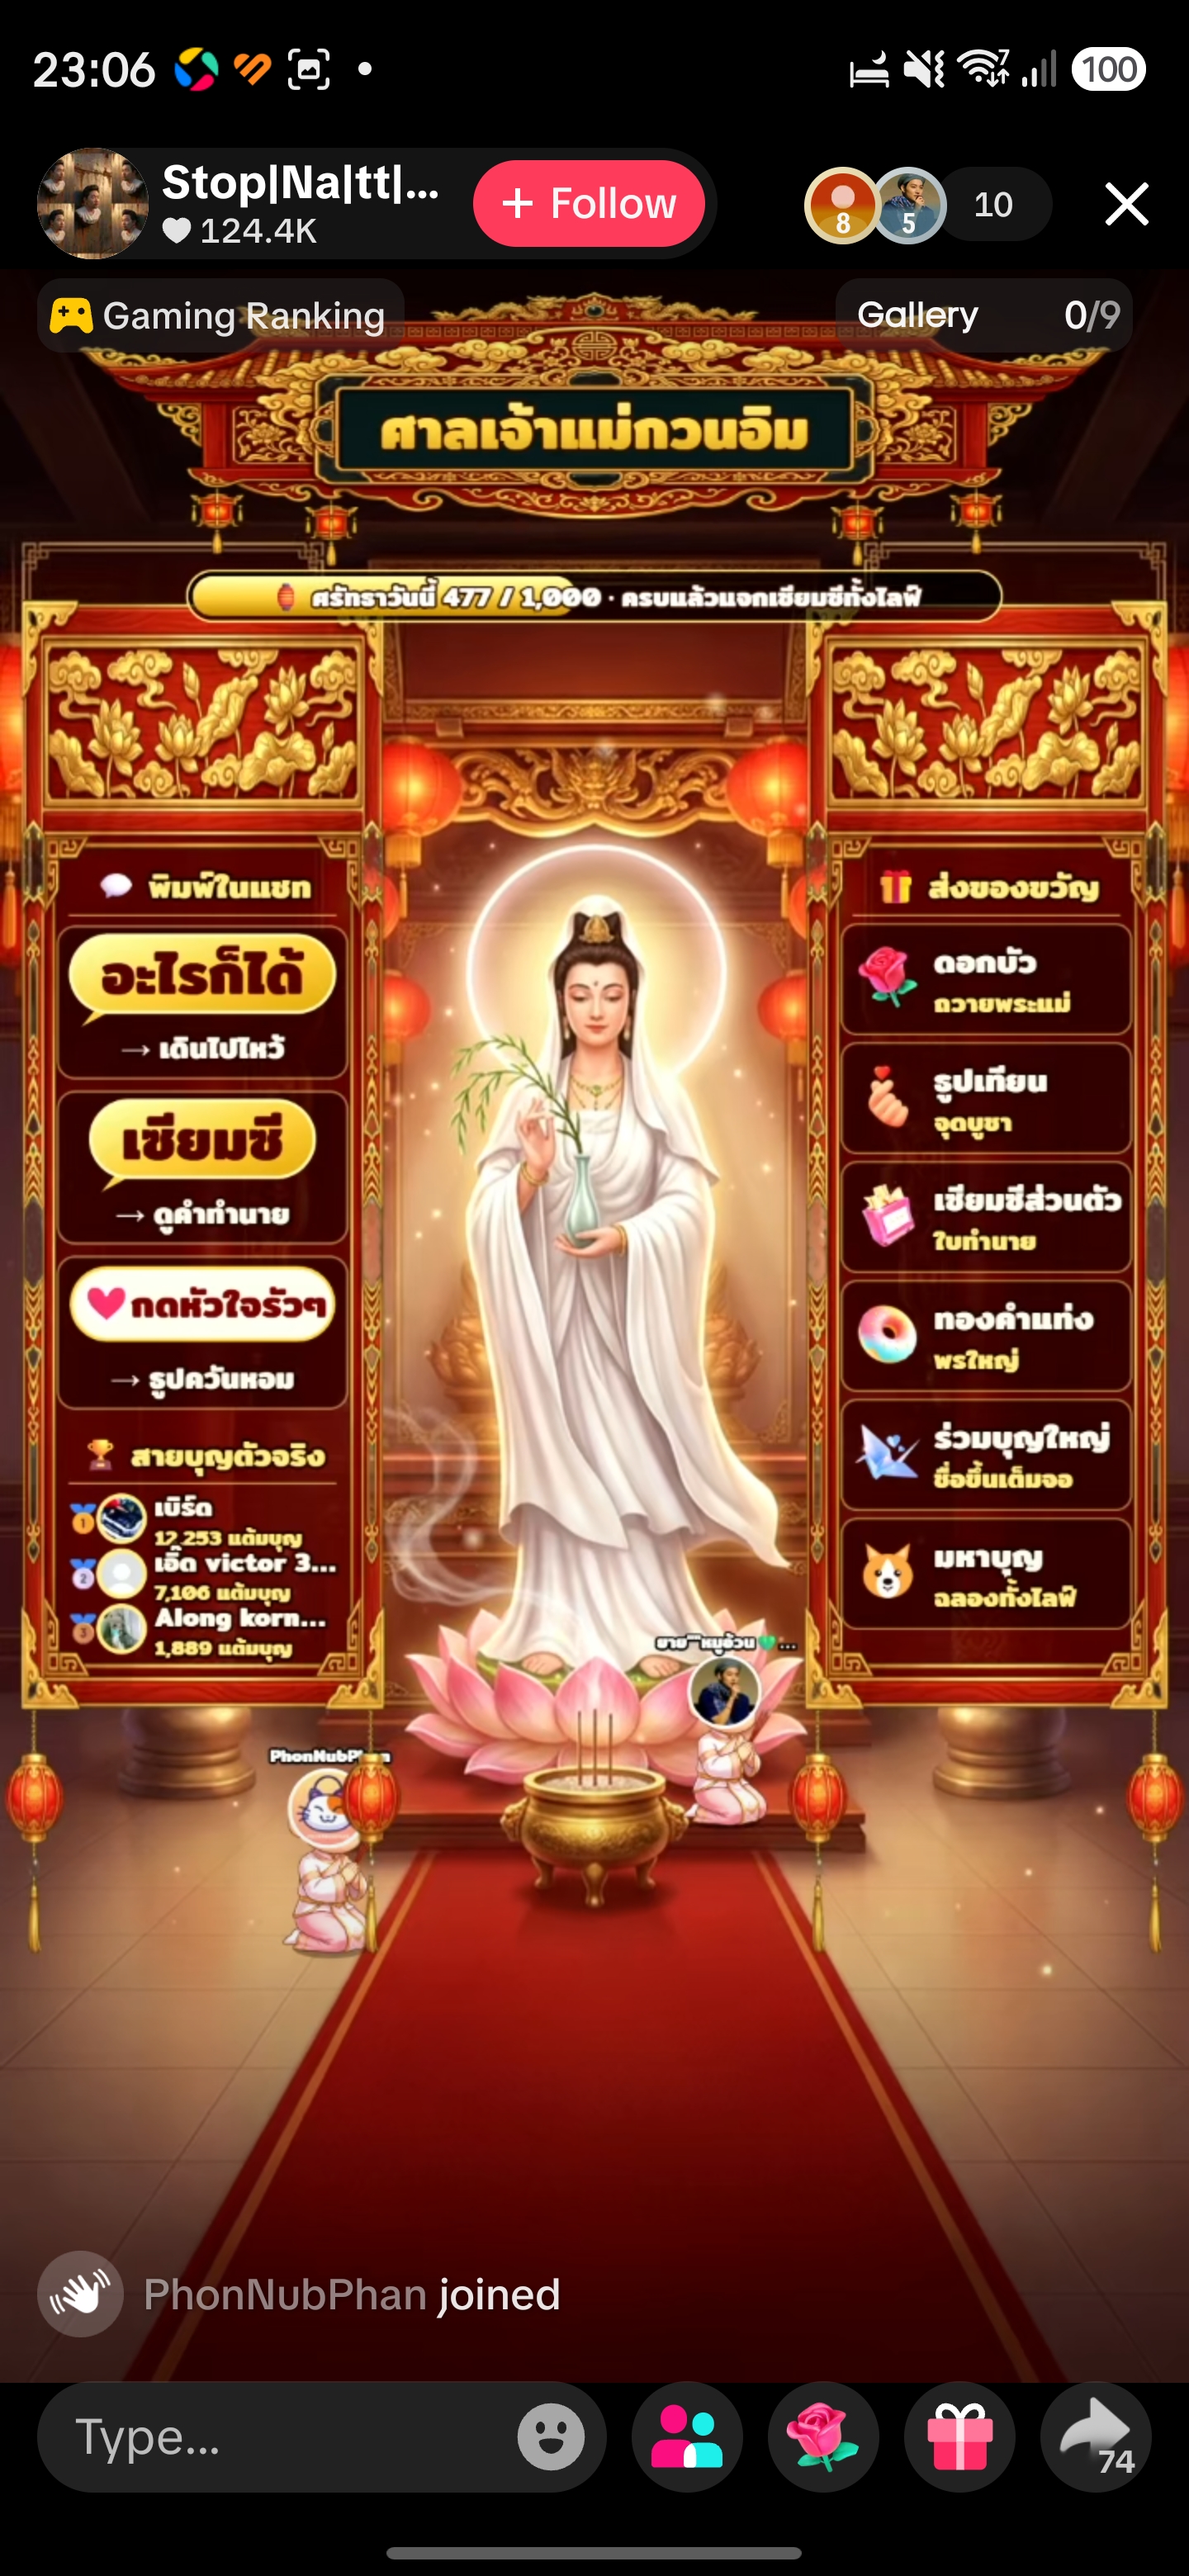 23:06
7
100
Stop|Na|tt|...
124.4K
+ Follow
8
5
10
Gaming Ranking
Gallery 0/9
ศาลเจ้าแม่กวนอิม
ศรัทธาวันนี้ 477 / 1,000 · ครบแล้วแจกเซียมซีทั้งไลฟ์
พิมพ์ในแชท
อะไรก็ได้
→ เดินไปไหว้
เซียมซี
→ ดูคำทำนาย
กดหัวใจรัวๆ
→ ธูปควันหอม
สายบุญตัวจริง
1
เบิร์ด
12,253 แต้มบุญ
2
เอ็ด victor 3...
7,106 แต้มบุญ
3
Along korn...
1,889 แต้มบุญ
ส่งของขวัญ
ดอกบัว
ถวายพระแม่
ธูปเทียน
จุดบูชา
เซียมซีส่วนตัว
ใบทำนาย
ทองคำแท่ง
พรใหญ่
ร่วมบุญใหญ่
ชื่อขึ้นเต็มจอ
มหาบุญ
ฉลองทั้งไลฟ์
PhonNubPhan joined
Type...
74